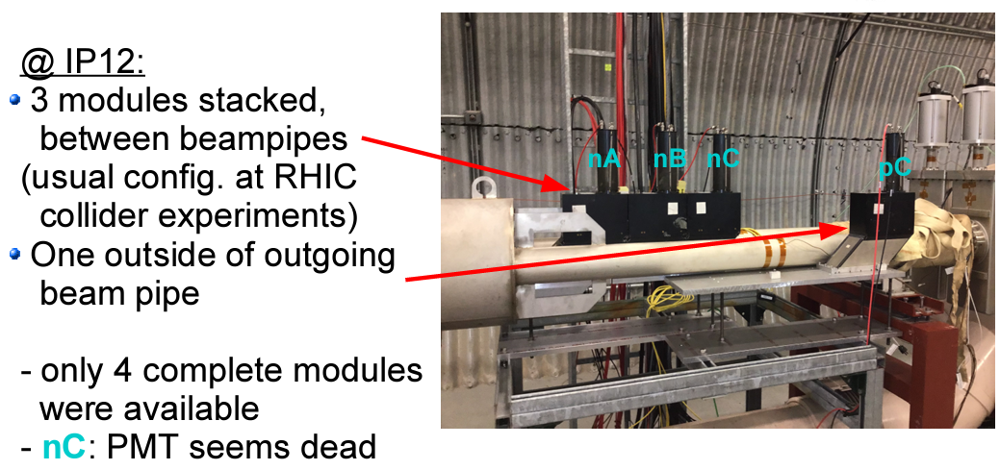 @ IP12:
3 modules stacked,
between beampipes
(usual config. at RHIC
collider experiments)
One outside of outgoing
beam pipe
- only 4 complete modules
were available
- nC: PMT seems dead
nA nB nC pC